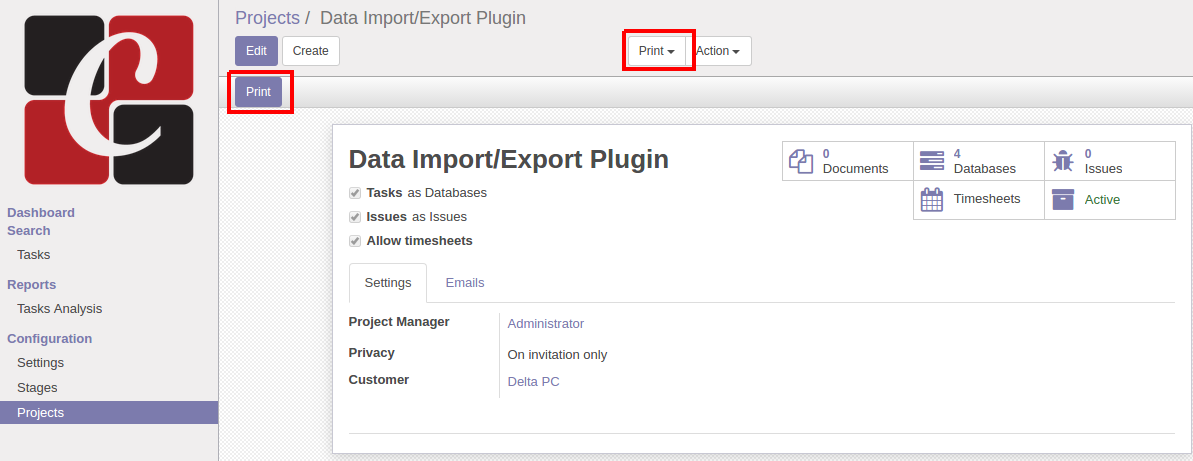 C
Dashboard
Search
Tasks
Reports
Tasks Analysis
Configuration
Settings
Stages
Projects
Projects / Data Import/Export Plugin
Edit Create Print Action
Print
Data Import/Export Plugin
0
Documents
4
Databases
0
Issues
Timesheets
Active
Tasks as Databases
Issues as Issues
Allow timesheets
Settings Emails
Project Manager Administrator
Privacy On invitation only
Customer Delta PC